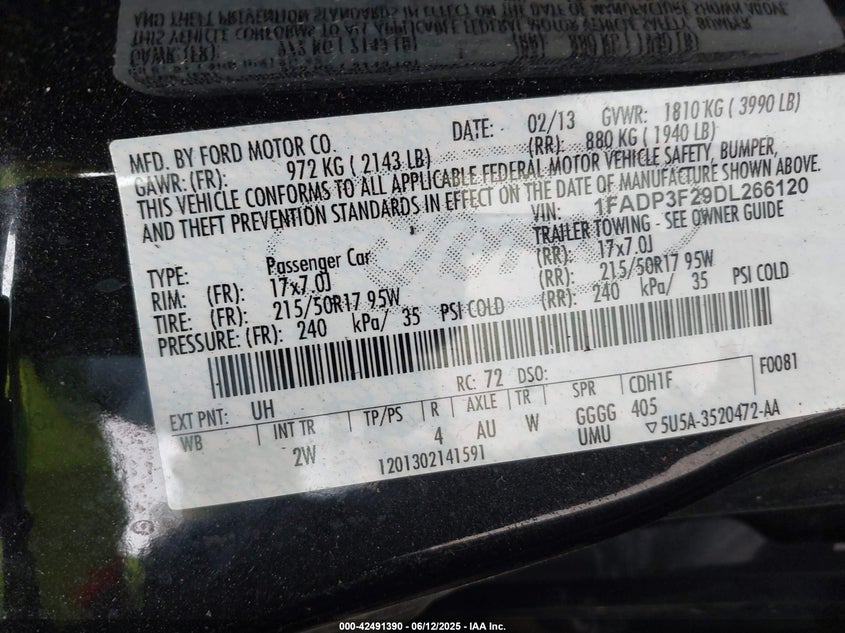 MFD. BY FORD MOTOR CO. DATE: 02/13 GVWR: 1810 KG ( 3990 LB)
GAWR: (FR): 972 KG ( 2143 LB) (RR): 880 KG ( 1940 LB)
THIS VEHICLE CONFORMS TO ALL APPLICABLE FEDERAL MOTOR VEHICLE SAFETY, BUMPER,
AND THEFT PREVENTION STANDARDS IN EFFECT ON THE DATE OF MANUFACTURE SHOWN ABOVE.
VIN: 1FADP3F29DL266120
TYPE: Passenger Car TRAILER TOWING - SEE OWNER GUIDE
RIM: (FR): 17x7.0J (RR): 17x7.0J
TIRE: (FR): 215/50R17 95W (RR): 215/50R17 95W
PRESSURE: (FR): 240 kPa/ 35 PSI COLD (RR): 240 kPa/ 35 PSI COLD
RC: 72 DSO: F0081
EXT PNT: UH
WB INT TR TP/PS R AXLE TR SPR CDH1F
2W 4 AU W GGGG 405
UMU ▽5U5A-3520472-AA
1201302141591
000-42491390 - 06/12/2025 - IAA Inc.